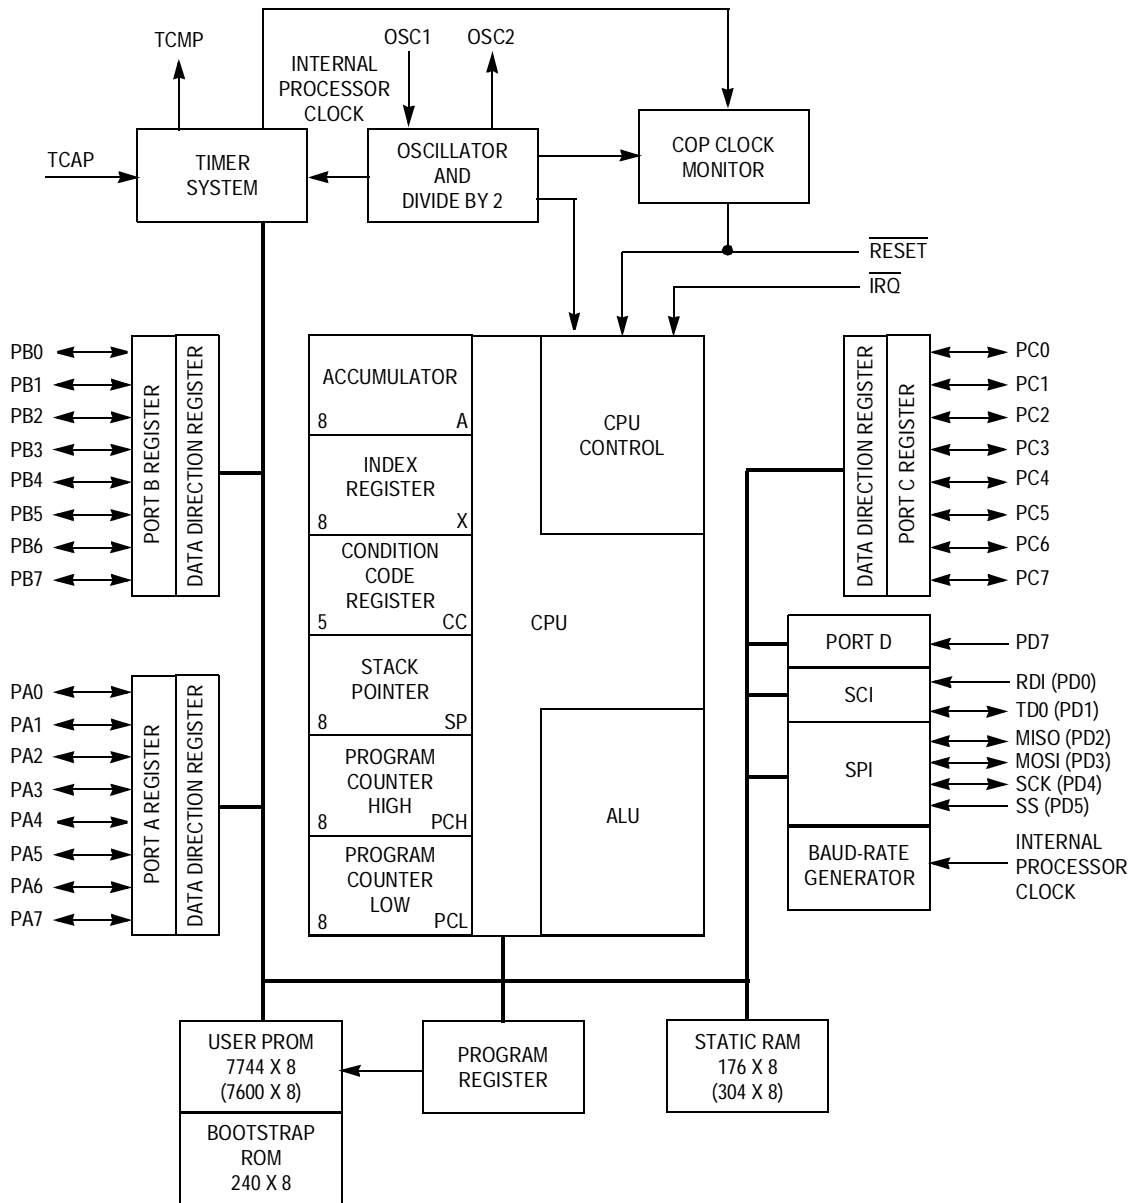 TCMP
OSC1
OSC2
INTERNAL
PROCESSOR
CLOCK
TCAP
TIMER
SYSTEM
OSCILLATOR
AND
DIVIDE BY 2
COP CLOCK
MONITOR
RESET
IRQ
PB0
PB1
PB2
PB3
PB4
PB5
PB6
PB7
PORT B REGISTER
DATA DIRECTION REGISTER
PA0
PA1
PA2
PA3
PA4
PA5
PA6
PA7
PORT A REGISTER
DATA DIRECTION REGISTER
ACCUMULATOR
8 A
INDEX
REGISTER
8 X
CONDITION
CODE
REGISTER
5 CC
STACK
POINTER
8 SP
PROGRAM
COUNTER
HIGH
8 PCH
PROGRAM
COUNTER
LOW
8 PCL
CPU
CONTROL
CPU
ALU
DATA DIRECTION REGISTER
PORT C REGISTER
PC0
PC1
PC2
PC3
PC4
PC5
PC6
PC7
PORT D
PD7
SCI
RDI (PD0)
TD0 (PD1)
SPI
MISO (PD2)
MOSI (PD3)
SCK (PD4)
SS (PD5)
BAUD-RATE
GENERATOR
INTERNAL
PROCESSOR
CLOCK
USER PROM
7744 X 8
(7600 X 8)
BOOTSTRAP
ROM
240 X 8
PROGRAM
REGISTER
STATIC RAM
176 X 8
(304 X 8)